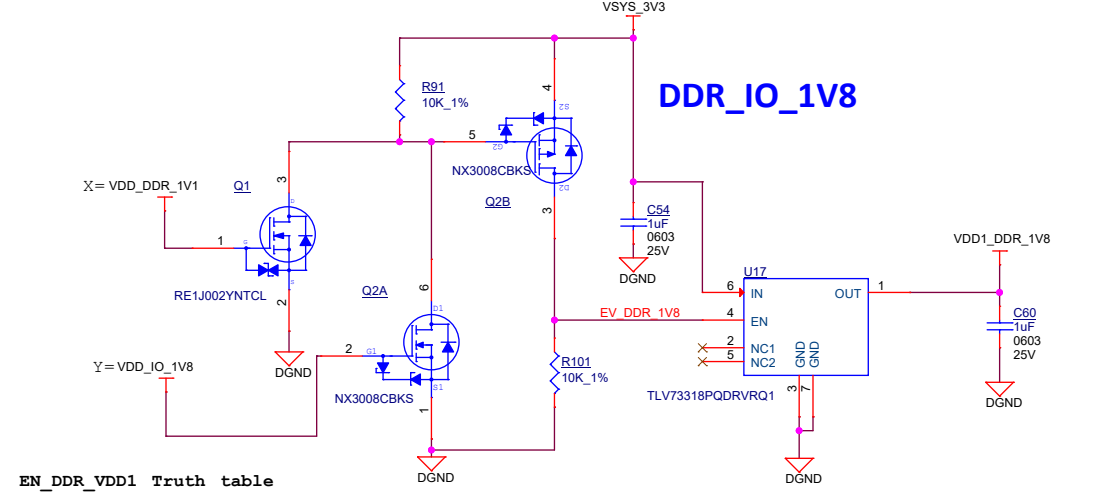 VSYS_3V3
DDR_IO_1V8
R91
10K_1%
4
S2
5
G2
NX3008CBKS
D2
Q2B
3
X= VDD_DDR_1V1
Q1
3
D
1
G
S
RE1J002YNTCL
2
DGND
C54
1uF
0603
25V
DGND
VDD1_DDR_1V8
U17
6
IN
OUT
1
EV_DDR_1V8
4
EN
2
NC1
5
NC2
GND
GND
3
7
TLV73318PQDRVRQ1
DGND
C60
1uF
0603
25V
DGND
Q2A
6
D1
2
G1
S1
NX3008CBKS
1
Y=VDD_IO_1V8
R101
10K_1%
DGND
EN_DDR_VDD1 Truth table